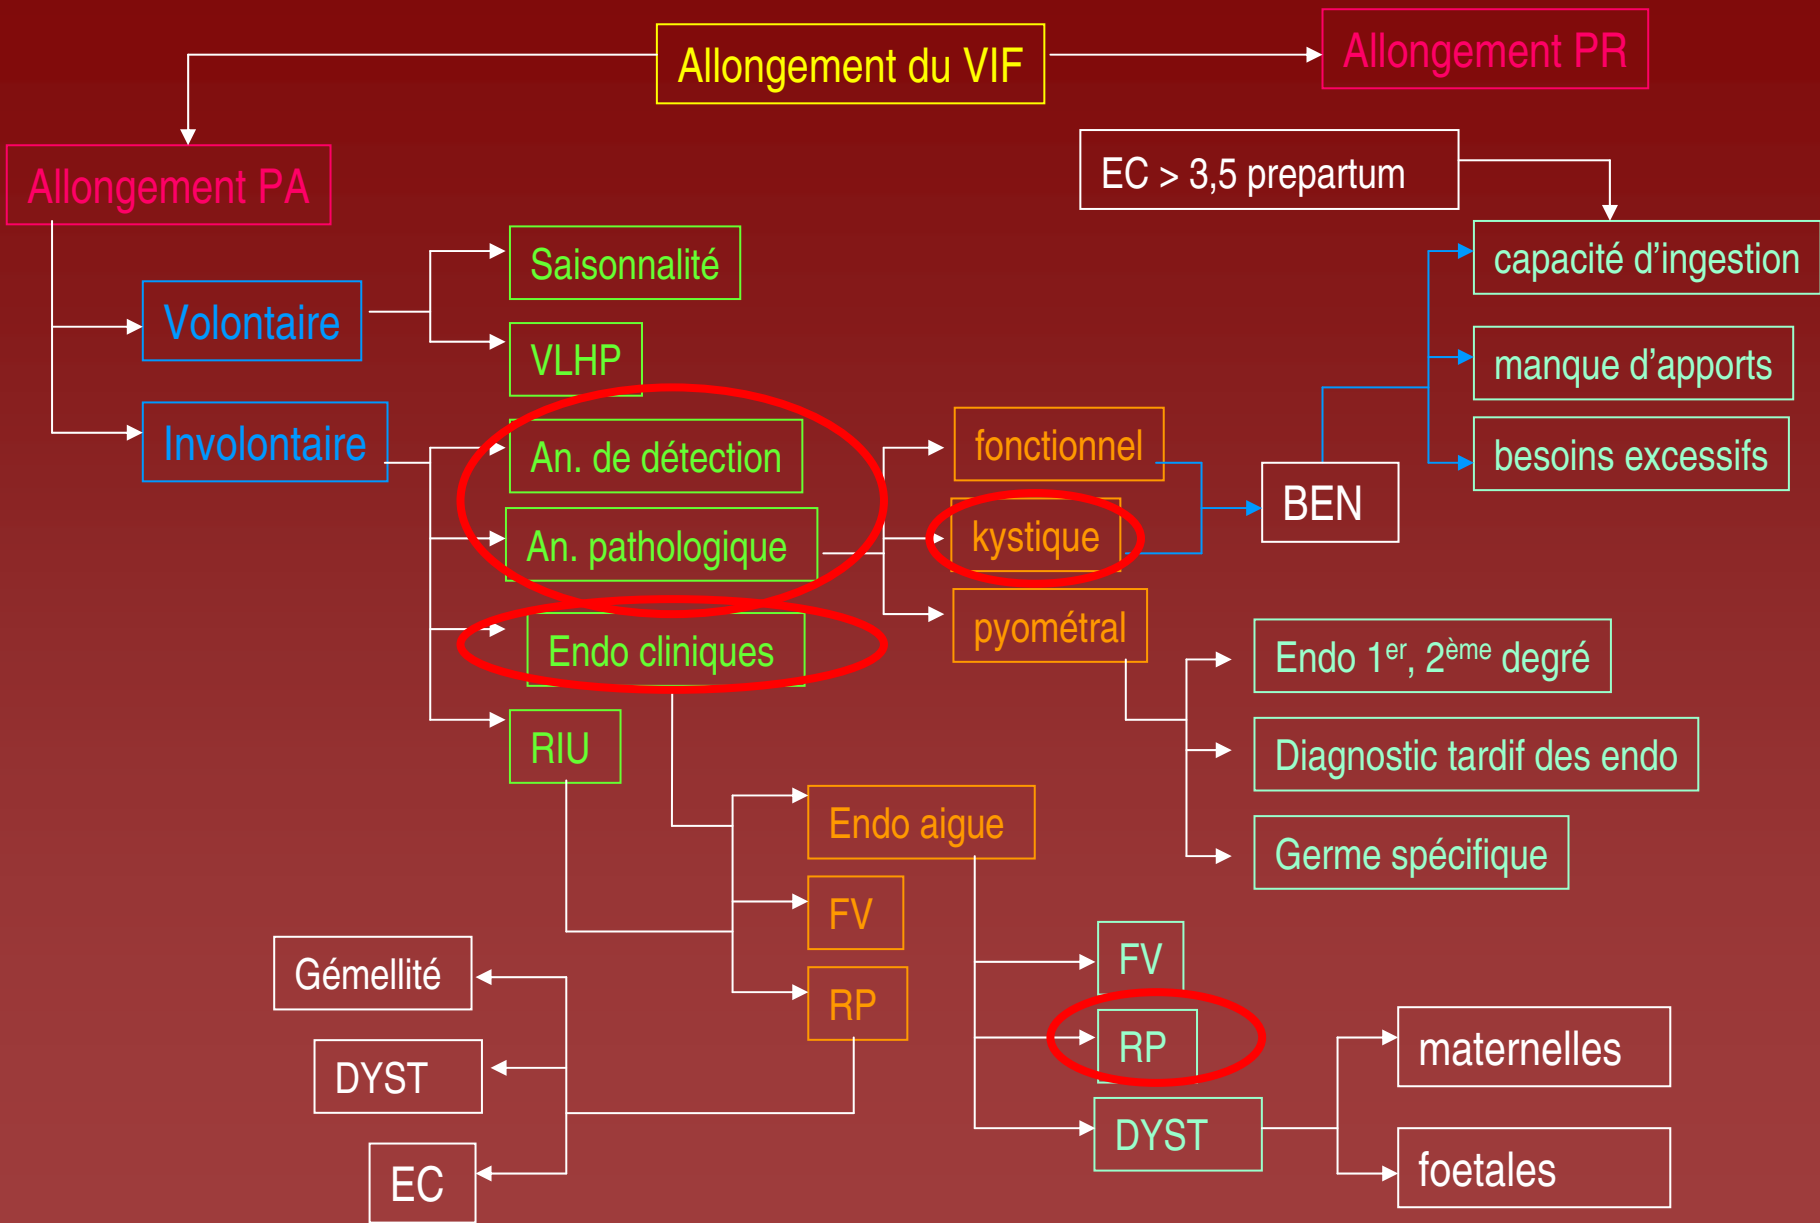 Allongement du VIF
Allongement PR
Allongement PA
EC > 3,5 prepartum
Saisonnalité
capacité d'ingestion
Volontaire
VLHP
manque d'apports
Involontaire
An. de détection
fonctionnel
besoins excessifs
BEN
An. pathologique
kystique
pyométral
Endo cliniques
Endo 1er, 2ème degré
RIU
Diagnostic tardif des endo
Endo aigue
Germe spécifique
FV
FV
Gémellité
RP
RP
maternelles
DYST
DYST
foetales
EC